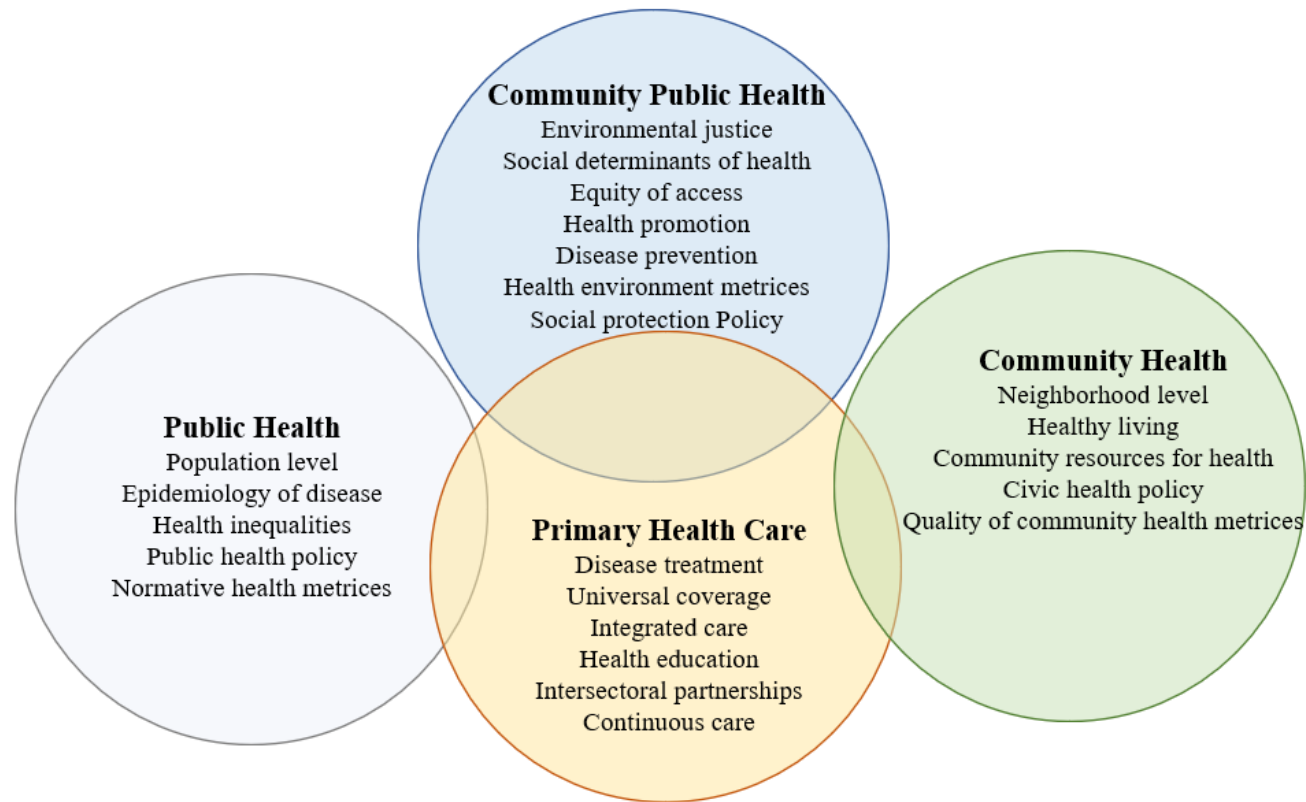 Community Public Health
Environmental justice
Social determinants of health
Equity of access
Health promotion
Disease prevention
Health environment metrices
Social protection Policy
Public Health
Population level
Epidemiology of disease
Health inequalities
Public health policy
Normative health metrices
Primary Health Care
Disease treatment
Universal coverage
Integrated care
Health education
Intersectoral partnerships
Continuous care
Community Health
Neighborhood level
Healthy living
Community resources for health
Civic health policy
Quality of community health metrices